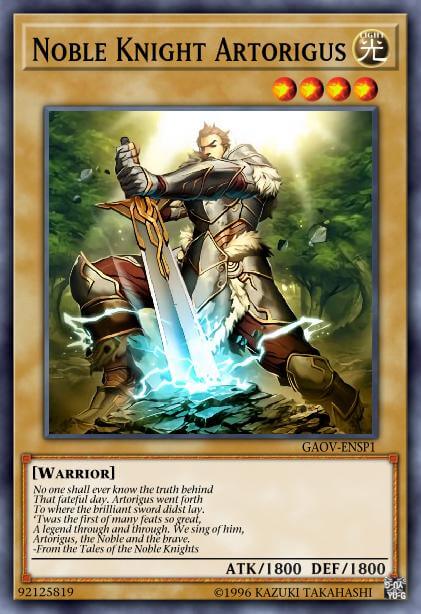 NOBLE KNIGHT ARTORIGUS
LIGHT
光
GAOV-ENSP1
[WARRIOR]
No one shall ever know the truth behind
That fateful day. Artorigus went forth
To where the brilliant sword didst lay.
'Twas the first of many feats so great,
A legend through and through. We sing of him,
Artorigus, the Noble and the brave.
-From the Tales of the Noble Knights
ATK/1800 DEF/1800
92125819
©1996 KAZUKI TAKAHASHI